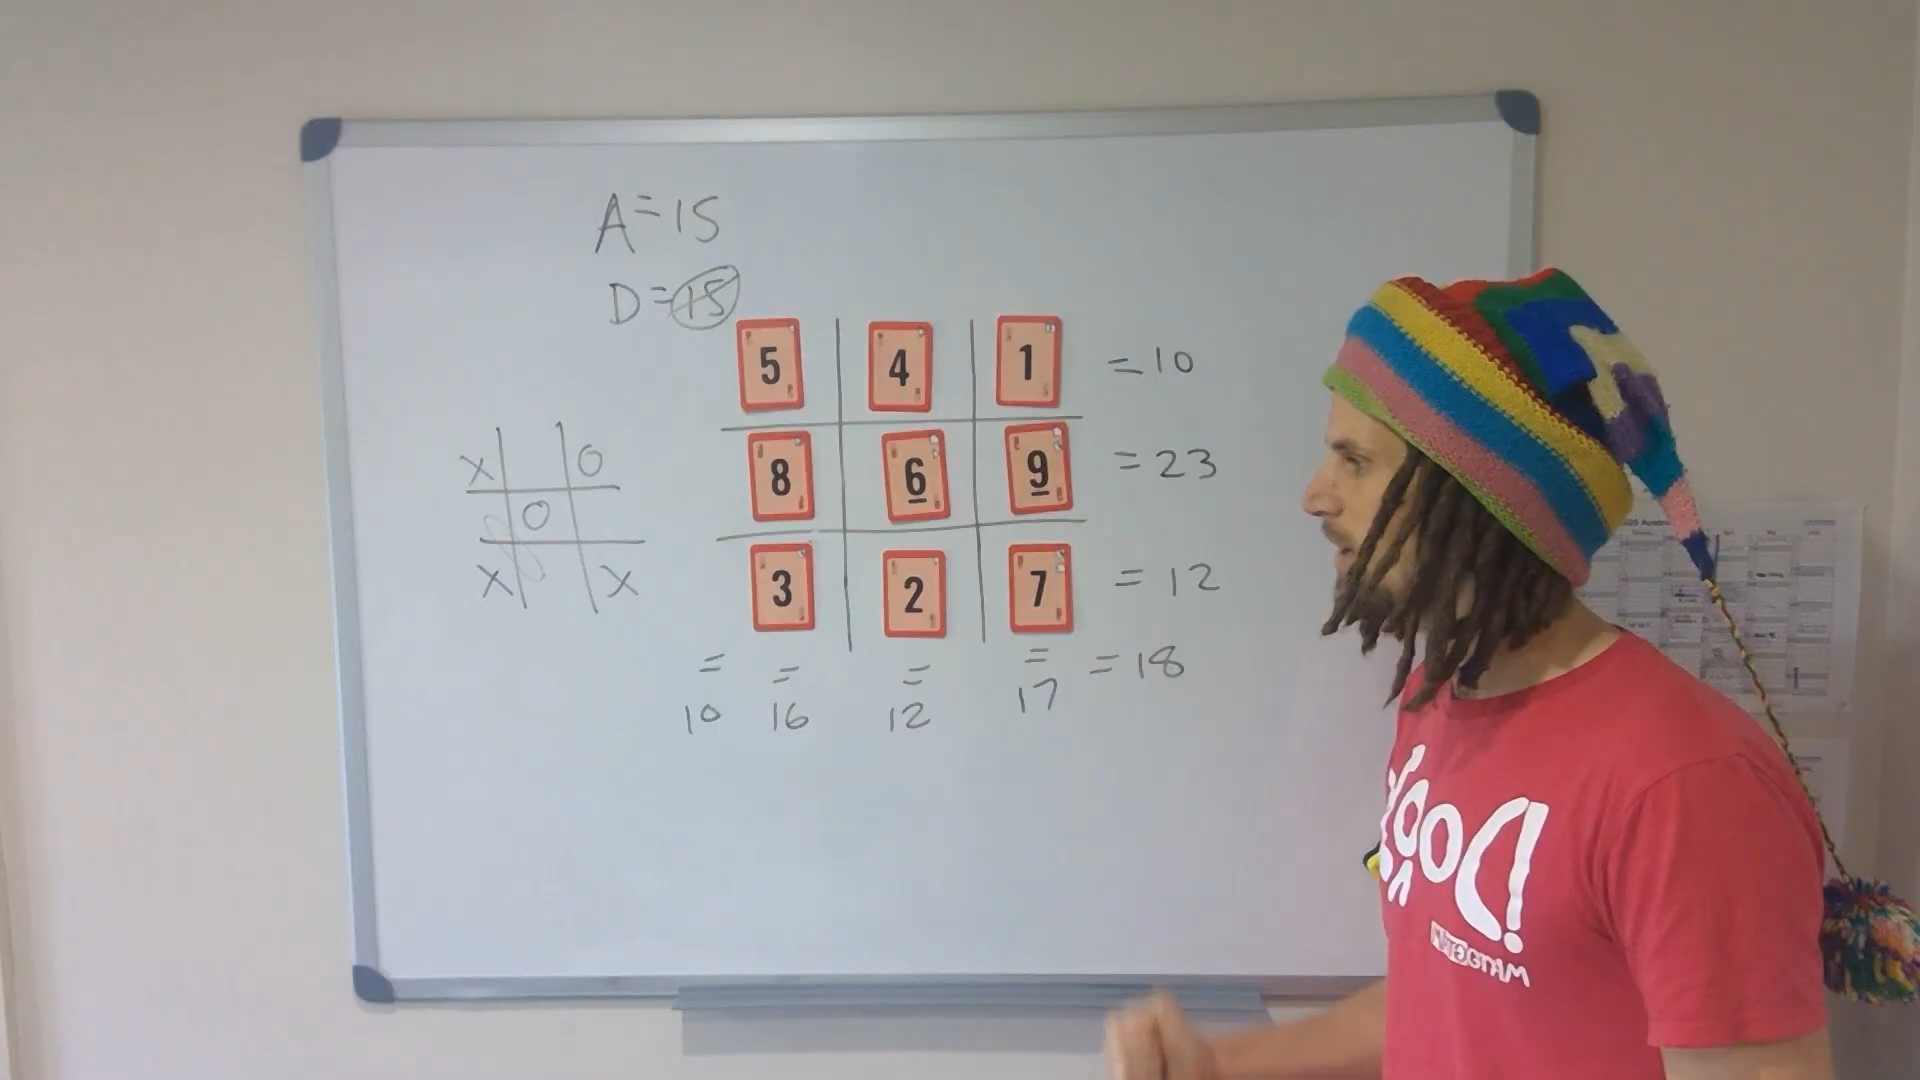 A=15
D=15
5 4 1 =10
8 6 9 =23
3 2 7 =12
= = = = =18
10 16 12 17
X O
O
X X